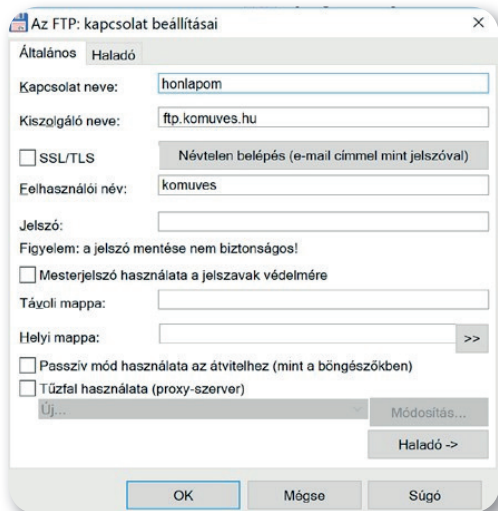 Az FTP: kapcsolat beállításai
Általános Haladó
Kapcsolat neve: honlapom
Kiszolgáló neve: ftp.komuves.hu
SSL/TLS Névtelen belépés (e-mail címmel mint jelszóval)
Felhasználói név: komuves
Jelszó:
Figyelem: a jelszó mentése nem biztonságos!
Mesterjelszó használata a jelszavak védelmére
Távoli mappa:
Helyi mappa: >>
Passzív mód használata az átvitelhez (mint a böngészőkben)
Tűzfal használata (proxy-szerver)
Új... Módosítás...
Haladó ->
OK Mégse Súgó